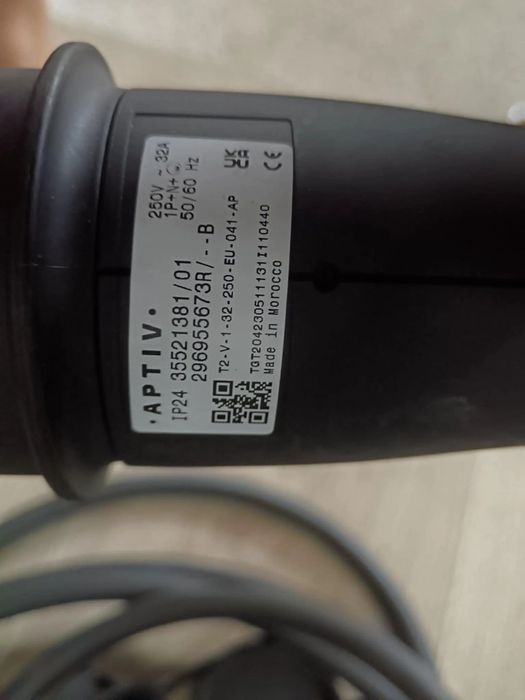 ·APTIV·
250V ~ 32A
1P+N+⏚
50/60 Hz
IP24 35521381/01
296955673R/--B
UK
CA
CE
T2-V-1-32-250-EU-041-AP
TGT204230511131I110440
Made in Morocco